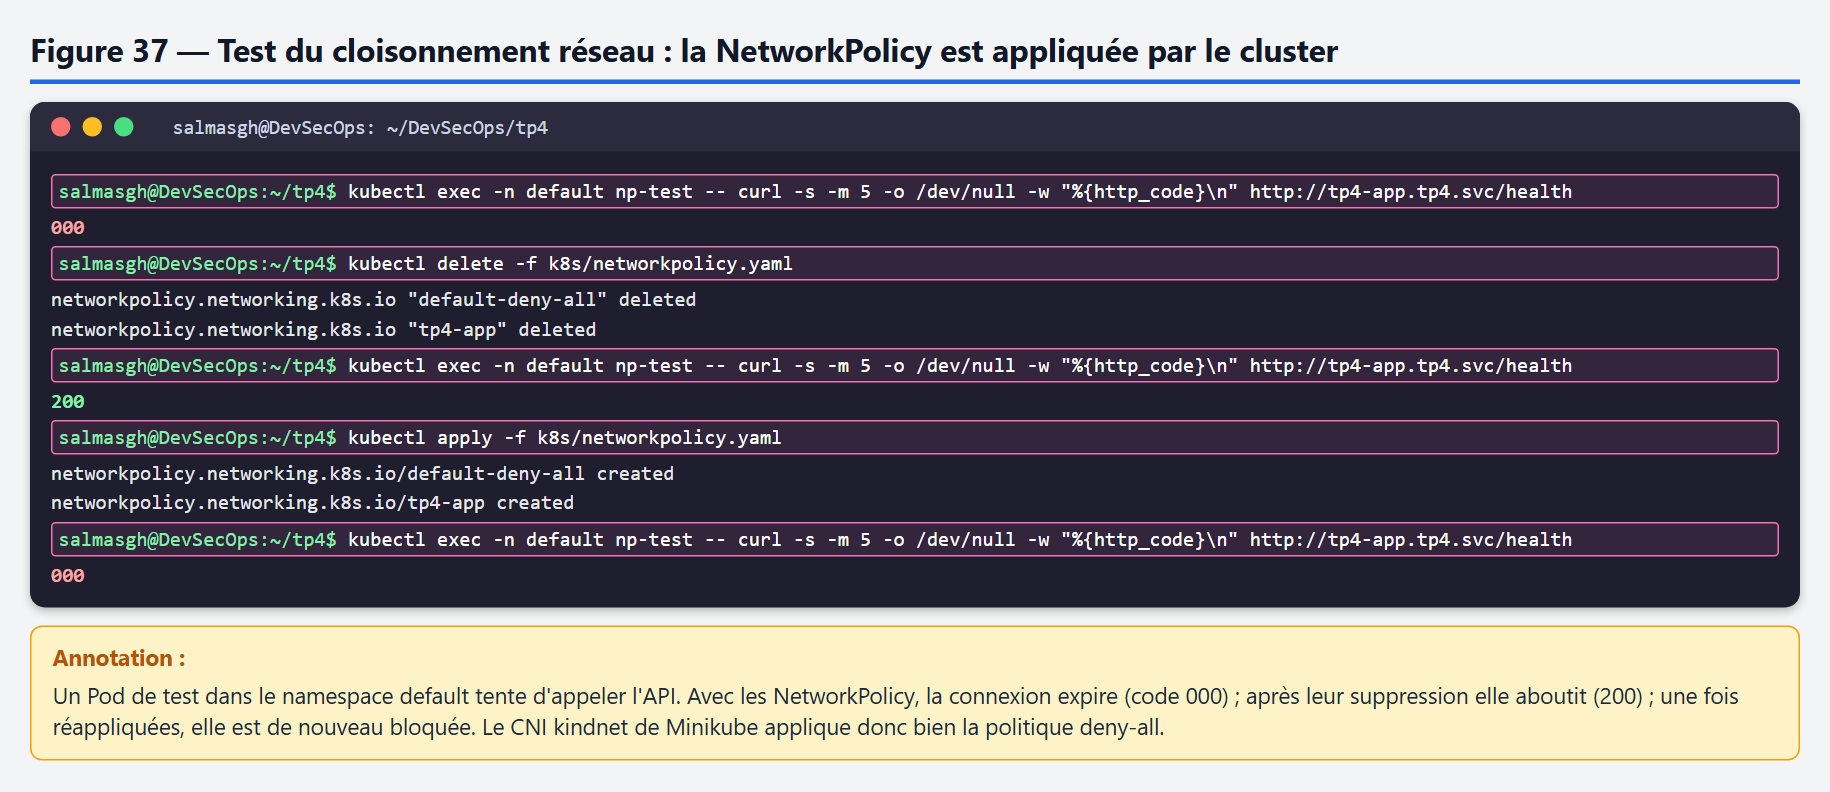 Figure 37 — Test du cloisonnement réseau : la NetworkPolicy est appliquée par le cluster
salmasgh@DevSecOps: ~/DevSecOps/tp4
salmasgh@DevSecOps:~/tp4$ kubectl exec -n default np-test -- curl -s -m 5 -o /dev/null -w "%{http_code}\n" http://tp4-app.tp4.svc/health
000
salmasgh@DevSecOps:~/tp4$ kubectl delete -f k8s/networkpolicy.yaml
networkpolicy.networking.k8s.io "default-deny-all" deleted
networkpolicy.networking.k8s.io "tp4-app" deleted
salmasgh@DevSecOps:~/tp4$ kubectl exec -n default np-test -- curl -s -m 5 -o /dev/null -w "%{http_code}\n" http://tp4-app.tp4.svc/health
200
salmasgh@DevSecOps:~/tp4$ kubectl apply -f k8s/networkpolicy.yaml
networkpolicy.networking.k8s.io/default-deny-all created
networkpolicy.networking.k8s.io/tp4-app created
salmasgh@DevSecOps:~/tp4$ kubectl exec -n default np-test -- curl -s -m 5 -o /dev/null -w "%{http_code}\n" http://tp4-app.tp4.svc/health
000
Annotation :
Un Pod de test dans le namespace default tente d'appeler l'API. Avec les NetworkPolicy, la connexion expire (code 000) ; après leur suppression elle aboutit (200) ; une fois
réappliquées, elle est de nouveau bloquée. Le CNI kindnet de Minikube applique donc bien la politique deny-all.